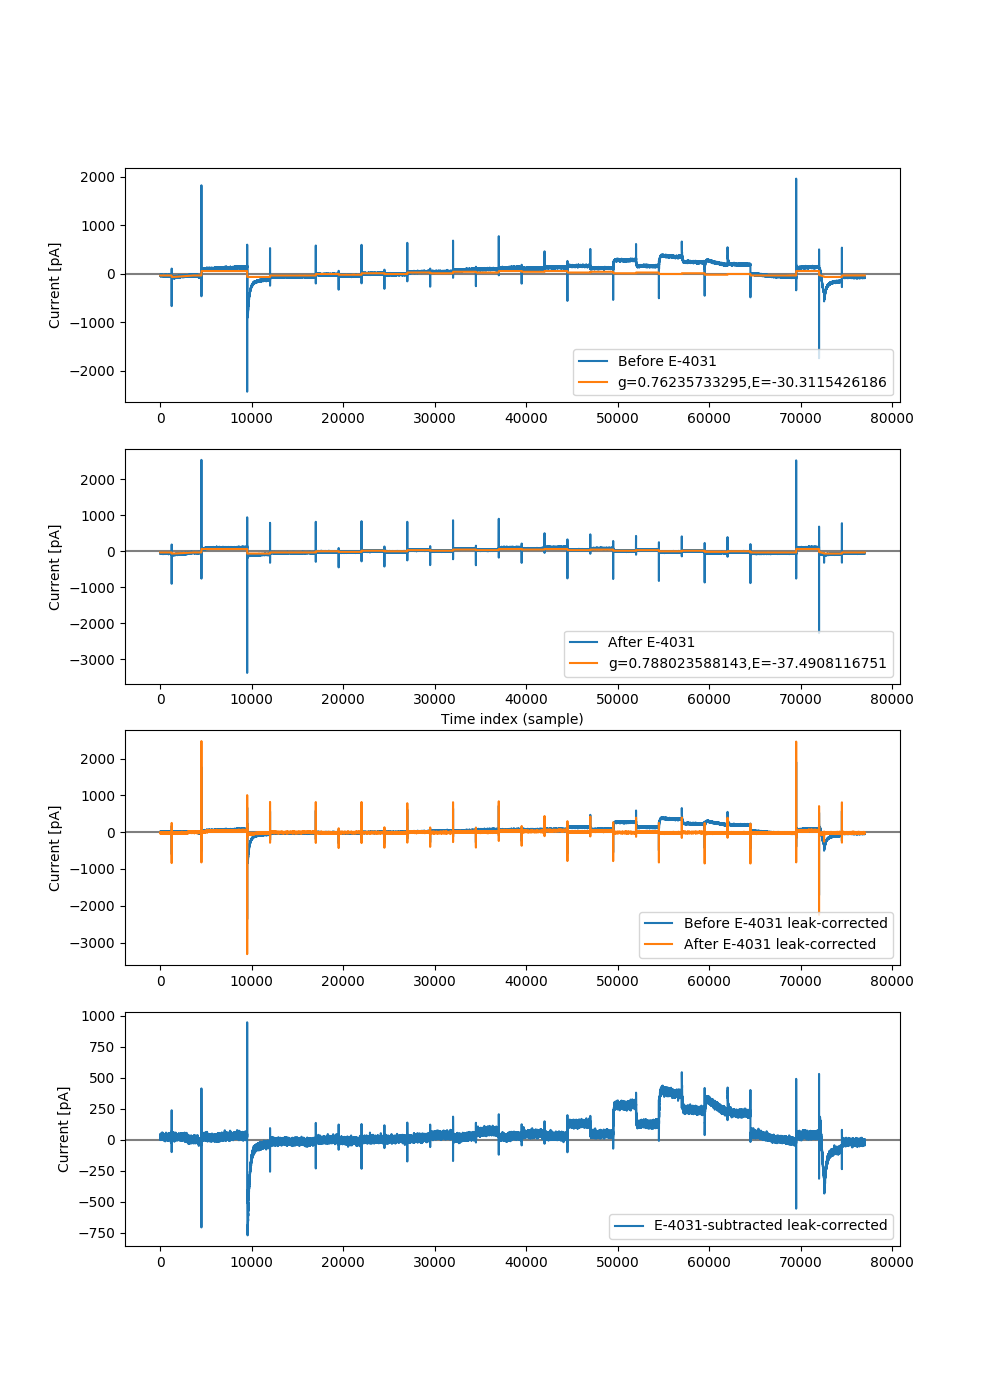 2000
1000
0
−1000
−2000
Current [pA]
Before E-4031
g=0.76235733295,E=-30.3115426186
0 10000 20000 30000 40000 50000 60000 70000 80000
2000
1000
0
−1000
−2000
−3000
Current [pA]
After E-4031
g=0.788023588143,E=-37.4908116751
0 10000 20000 30000 40000 50000 60000 70000 80000
Time index (sample)
2000
1000
0
−1000
−2000
−3000
Current [pA]
Before E-4031 leak-corrected
After E-4031 leak-corrected
0 10000 20000 30000 40000 50000 60000 70000 80000
1000
750
500
250
0
−250
−500
−750
Current [pA]
E-4031-subtracted leak-corrected
0 10000 20000 30000 40000 50000 60000 70000 80000